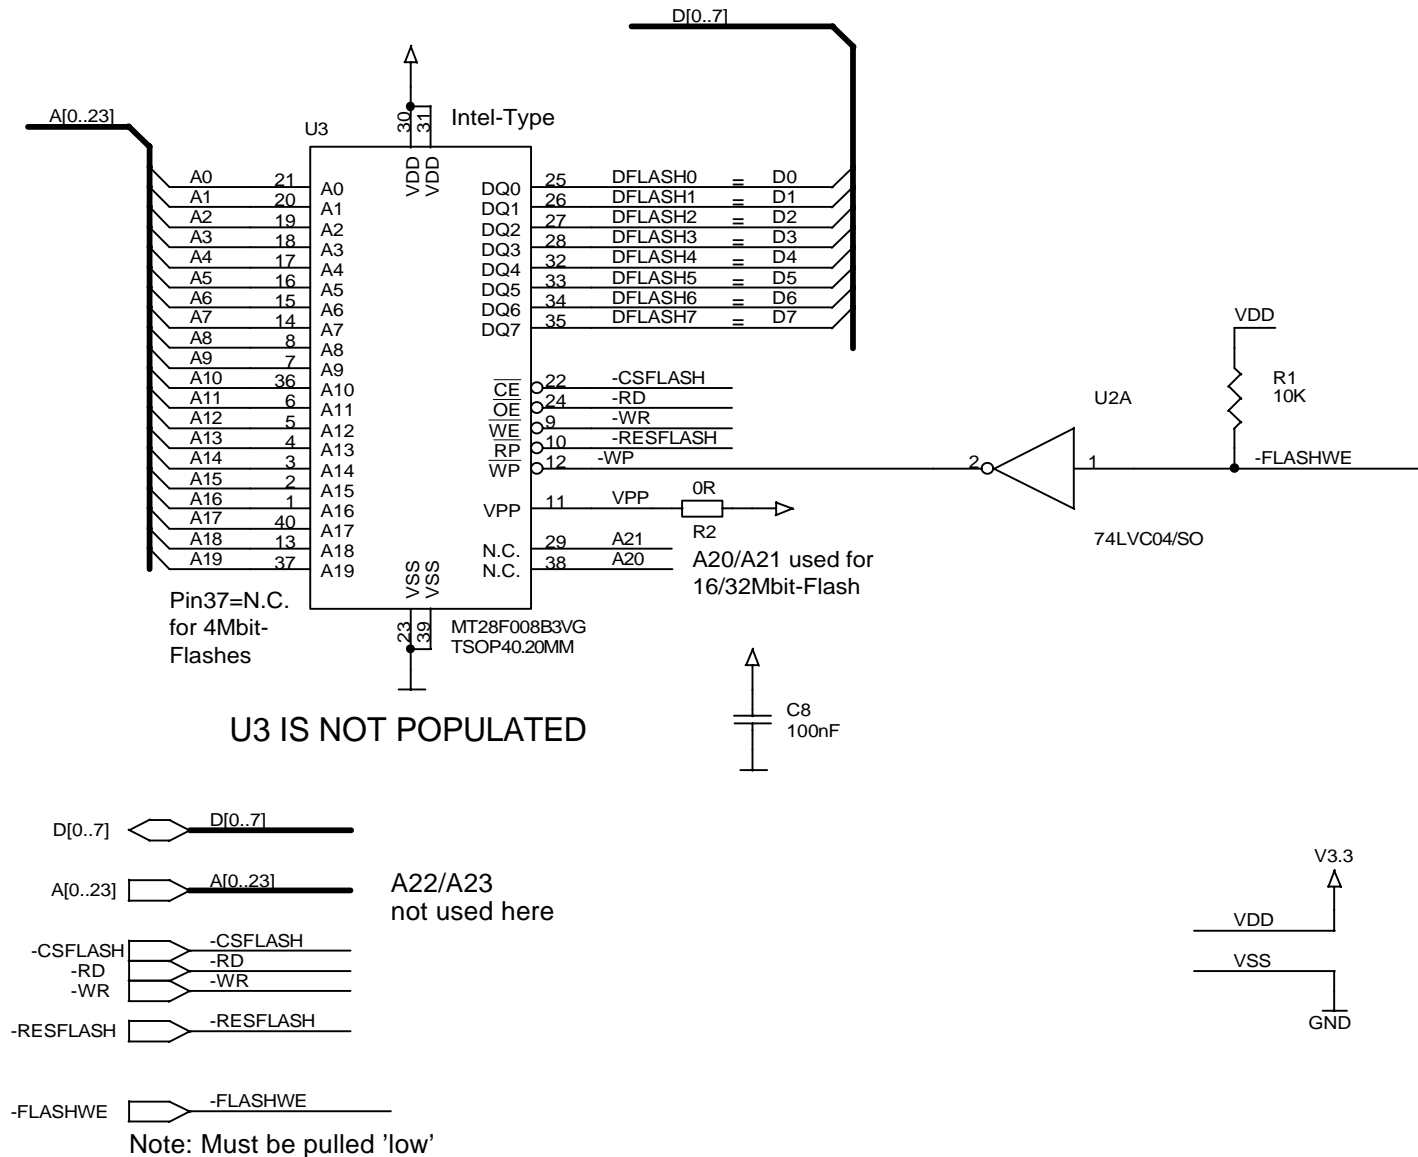 D[0..7]
A[0..23]
U3
Intel-Type
30 31
VDD VDD
A0 21 A0 DQ0 25 DFLASH0 = D0
A1 20 A1 DQ1 26 DFLASH1 = D1
A2 19 A2 DQ2 27 DFLASH2 = D2
A3 18 A3 DQ3 28 DFLASH3 = D3
A4 17 A4 DQ4 32 DFLASH4 = D4
A5 16 A5 DQ5 33 DFLASH5 = D5
A6 15 A6 DQ6 34 DFLASH6 = D6
A7 14 A7 DQ7 35 DFLASH7 = D7
A8 8 A8
A9 7 A9
A10 36 A10 CE 22 -CSFLASH
A11 6 A11 OE 24 -RD
A12 5 A12 WE 9 -WR
A13 4 A13 RP 10 -RESFLASH
A14 3 A14 WP 12 -WP
A15 2 A15
A16 1 A16 VPP 11 VPP 0R
R2
A17 40 A17
A18 13 A18 N.C. 29 A21
A19 37 A19 N.C. 38 A20
VSS VSS
23 39
VDD
R1
10K
U2A
2 1 -FLASHWE
74LVC04/SO
A20/A21 used for
16/32Mbit-Flash
Pin37=N.C.
for 4Mbit-
Flashes
MT28F008B3VG
TSOP40.20MM
C8
100nF
U3 IS NOT POPULATED
D[0..7] D[0..7]
A[0..23] A[0..23]
A22/A23
not used here
-CSFLASH -CSFLASH
-RD -RD
-WR -WR
-RESFLASH -RESFLASH
-FLASHWE -FLASHWE
Note: Must be pulled 'low'
V3.3
VDD
VSS
GND